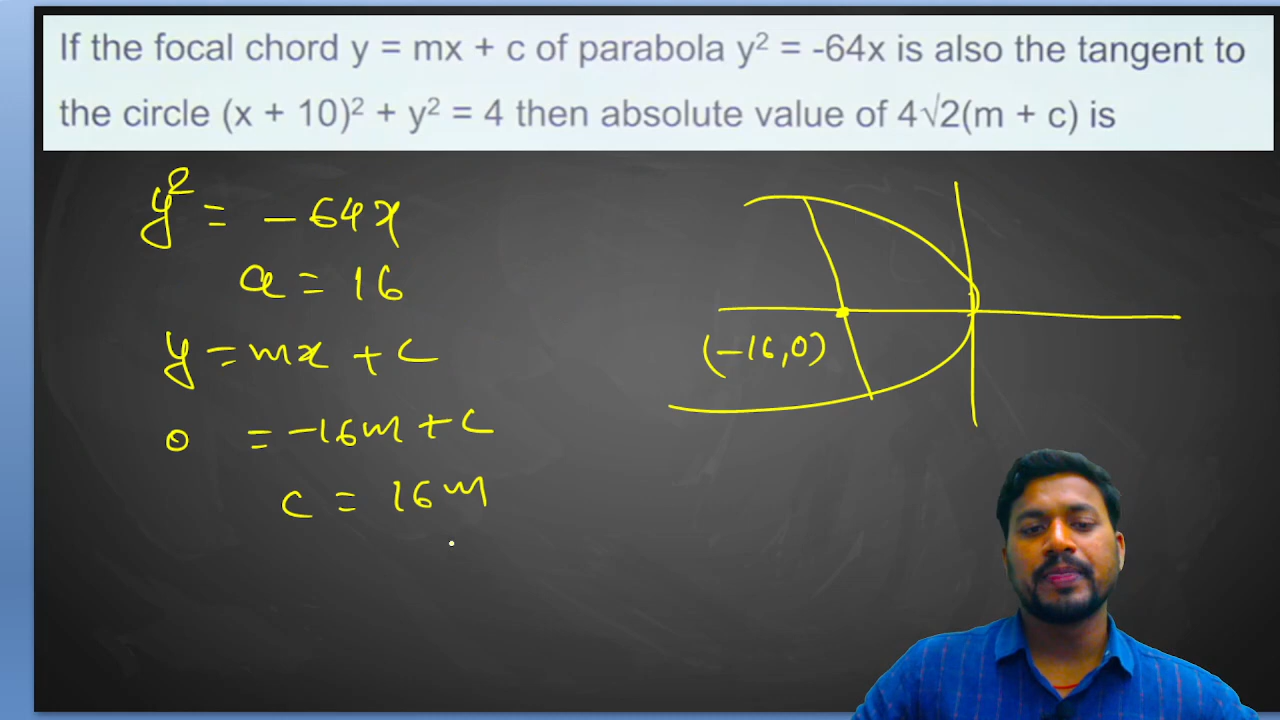 If the focal chord y = mx + c of parabola y² = -64x is also the tangent to
the circle (x + 10)² + y² = 4 then absolute value of 4√2(m + c) is
y² = -64x
a = 16
y = mx + c
0 = -16m + c
c = 16m
(-16,0)